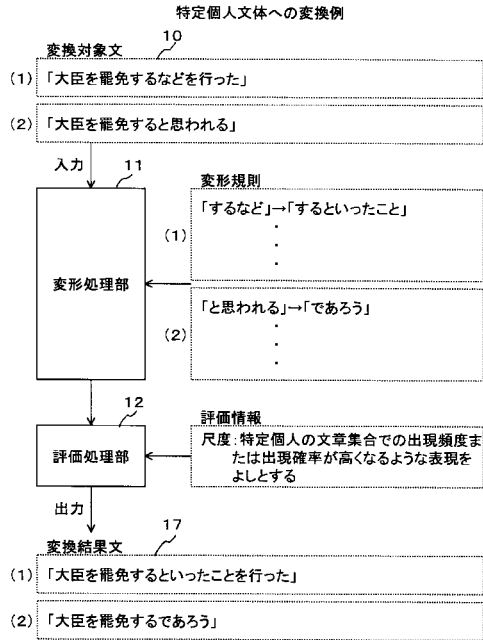 特定個人文体への変換例
変換対象文
10
(1) 「大臣を罷免するなどを行った」
(2) 「大臣を罷免すると思われる」
入力
11
変形処理部
変形規則
(1) 「するなど」→「するといったこと」
・
・
・
(2) 「と思われる」→「であろう」
・
・
・
12
評価処理部
評価情報
尺度:特定個人の文章集合での出現頻度ま
たは出現確率が高くなるような表現を
よしとする
出力
変換結果文
17
(1) 「大臣を罷免するといったことを行った」
(2) 「大臣を罷免するであろう」